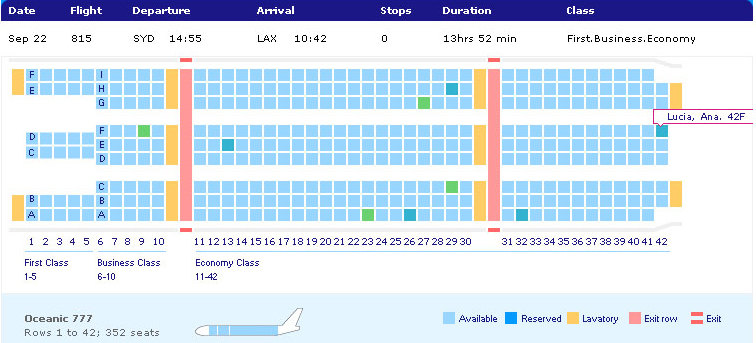 Date Flight Departure Arrival Stops Duration Class
Sep 22 815 SYD 14:55 LAX 10:42 0 13hrs 52 min First.Business.Economy
F I
E H
G
Lucia, Ana. 42F
F
D E
C D
C
B B
A A
1 2 3 4 5 6 7 8 9 10 11 12 13 14 15 16 17 18 19 20 21 22 23 24 25 26 27 28 29 30 31 32 33 34 35 36 37 38 39 40 41 42
First Class Business Class Economy Class
1-5 6-10 11-42
Oceanic 777
Rows 1 to 42; 352 seats
Available Reserved Lavatory Exit row Exit